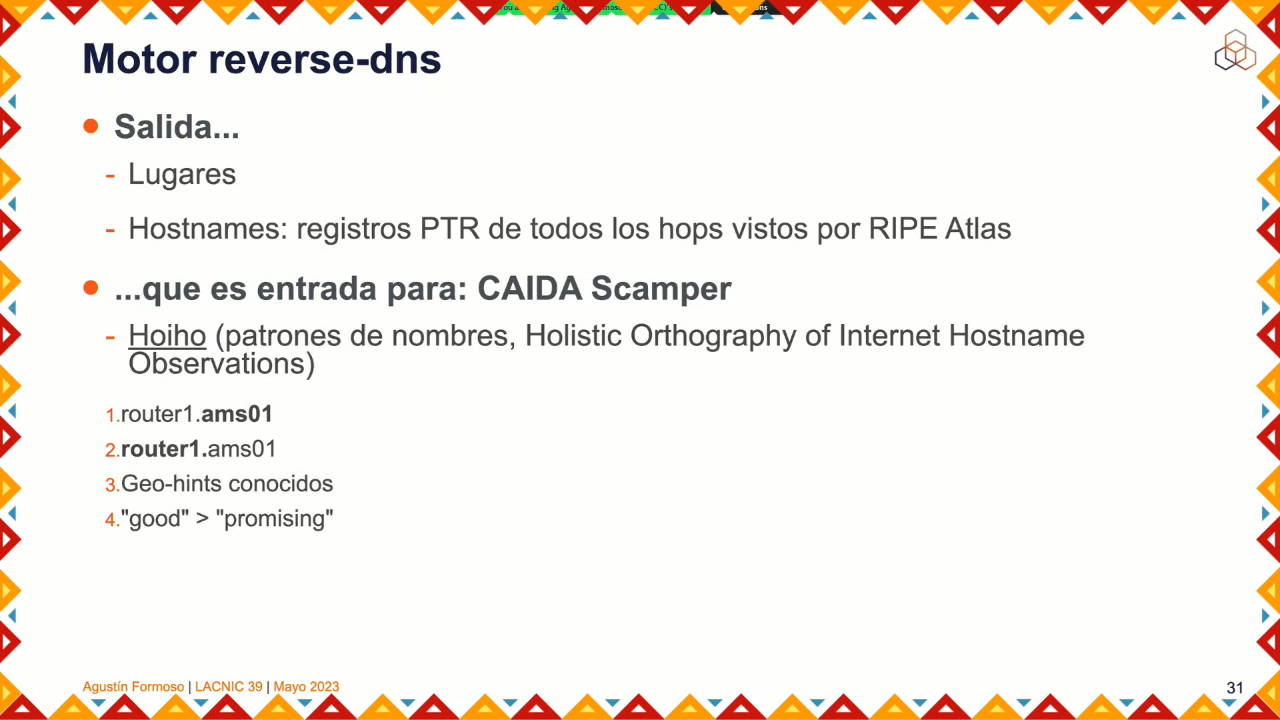 Motor reverse-dns
● Salida...
- Lugares
- Hostnames: registros PTR de todos los hops vistos por RIPE Atlas
● ...que es entrada para: CAIDA Scamper
- Hoiho (patrones de nombres, Holistic Orthography of Internet Hostname
Observations)
1.router1.ams01
2.router1.ams01
3.Geo-hints conocidos
4."good" > "promising"
Agustín Formoso | LACNIC 39 | Mayo 2023
31